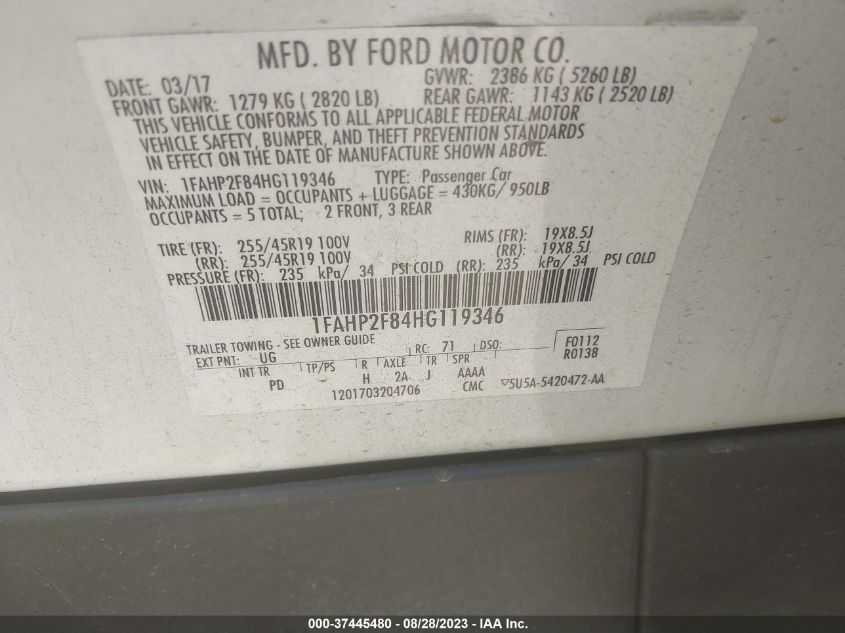 MFD. BY FORD MOTOR CO.
DATE: 03/17 GVWR: 2386 KG ( 5260 LB)
FRONT GAWR: 1279 KG ( 2820 LB) REAR GAWR: 1143 KG ( 2520 LB)
THIS VEHICLE CONFORMS TO ALL APPLICABLE FEDERAL MOTOR
VEHICLE SAFETY, BUMPER, AND THEFT PREVENTION STANDARDS
IN EFFECT ON THE DATE OF MANUFACTURE SHOWN ABOVE.
VIN: 1FAHP2F84HG119346 TYPE: Passenger Car
MAXIMUM LOAD = OCCUPANTS + LUGGAGE = 430KG/ 950LB
OCCUPANTS = 5 TOTAL; 2 FRONT, 3 REAR
TIRE (FR): 255/45R19 100V RIMS (FR): 19X8.5J
(RR): 255/45R19 100V (RR): 19X8.5J
PRESSURE (FR): 235 kPa/ 34 PSI COLD (RR): 235 kPa/ 34 PSI COLD
1FAHP2F84HG119346
TRAILER TOWING - SEE OWNER GUIDE
EXT PNT: UG RC: 71 DSO: F0112
R0138
INT TR TP/PS R AXLE TR SPR
PD H 2A J AAAA
1201703204706 CMC 5U5A-5420472-AA
000-37445480 - 08/28/2023 - © IAA, Inc.